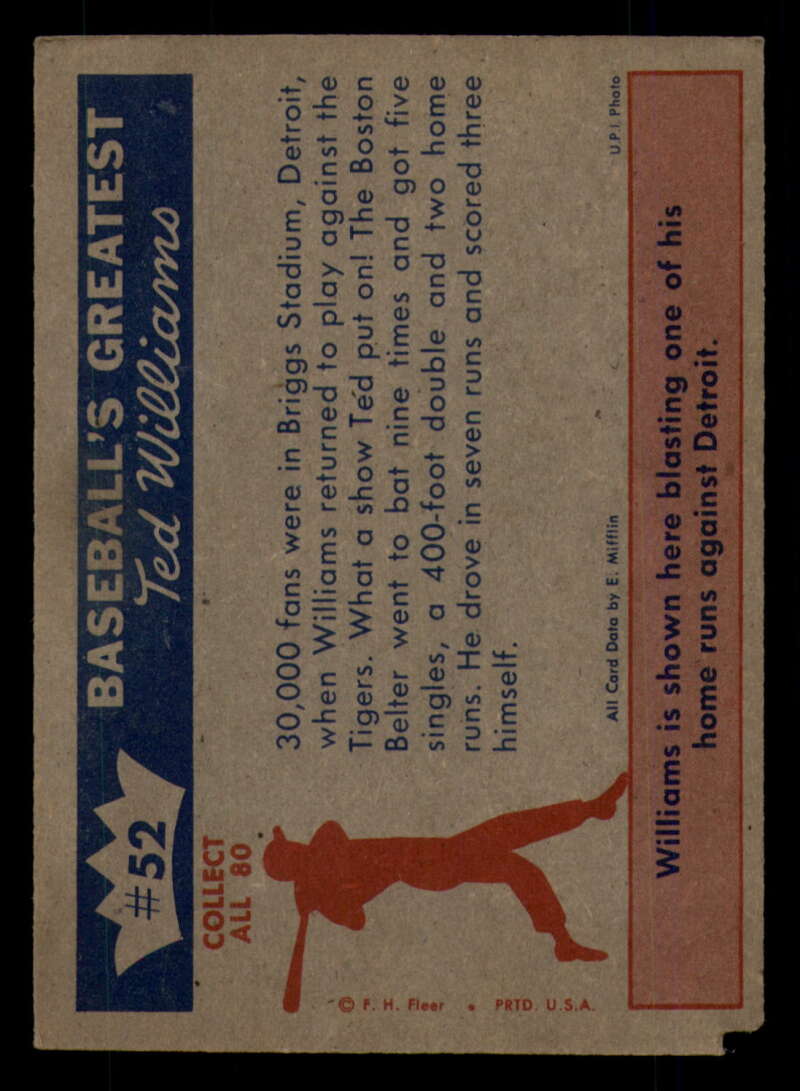 BASEBALL'S GREATEST
Ted Williams
#52
COLLECT
ALL 80
30,000 fans were in Briggs Stadium, Detroit,
when Williams returned to play against the
Tigers. What a show Ted put on! The Boston
Belter went to bat nine times and got five
singles, a 400-foot double and two home
runs. He drove in seven runs and scored three
himself.
© F. H. Fleer • PRTD. U.S.A.
All Card Data by E. Mifflin
U.P.I. Photo
Williams is shown here blasting one of his
home runs against Detroit.